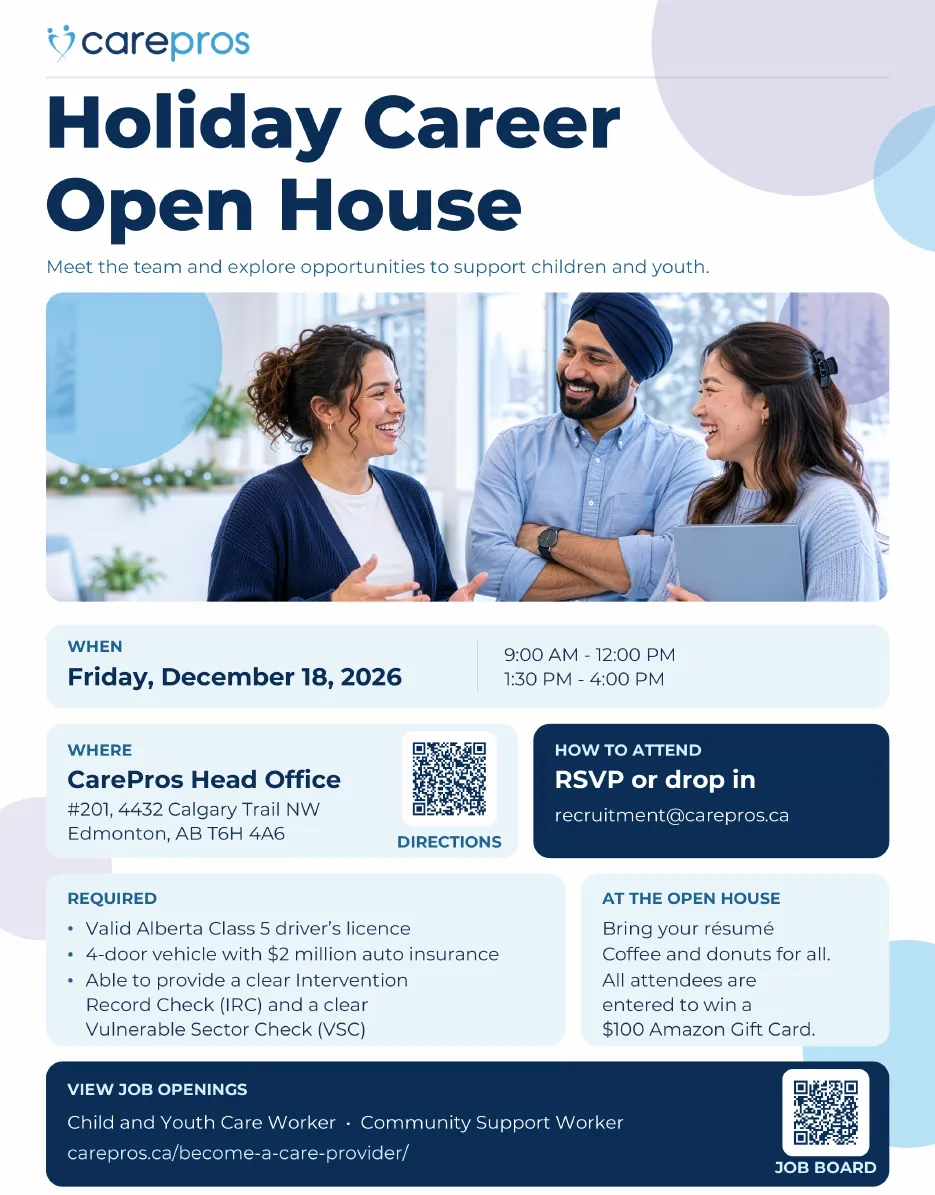 carepros
Holiday Career
Open House
Meet the team and explore opportunities to support children and youth.
WHEN
Friday, December 18, 2026
9:00 AM - 12:00 PM
1:30 PM - 4:00 PM
WHERE
CarePros Head Office
#201, 4432 Calgary Trail NW
Edmonton, AB T6H 4A6
DIRECTIONS
HOW TO ATTEND
RSVP or drop in
recruitment@carepros.ca
REQUIRED
• Valid Alberta Class 5 driver’s licence
• 4-door vehicle with $2 million auto insurance
• Able to provide a clear Intervention
Record Check (IRC) and a clear
Vulnerable Sector Check (VSC)
AT THE OPEN HOUSE
Bring your résumé
Coffee and donuts for all.
All attendees are
entered to win a
$100 Amazon Gift Card.
VIEW JOB OPENINGS
Child and Youth Care Worker • Community Support Worker
carepros.ca/become-a-care-provider/
JOB BOARD